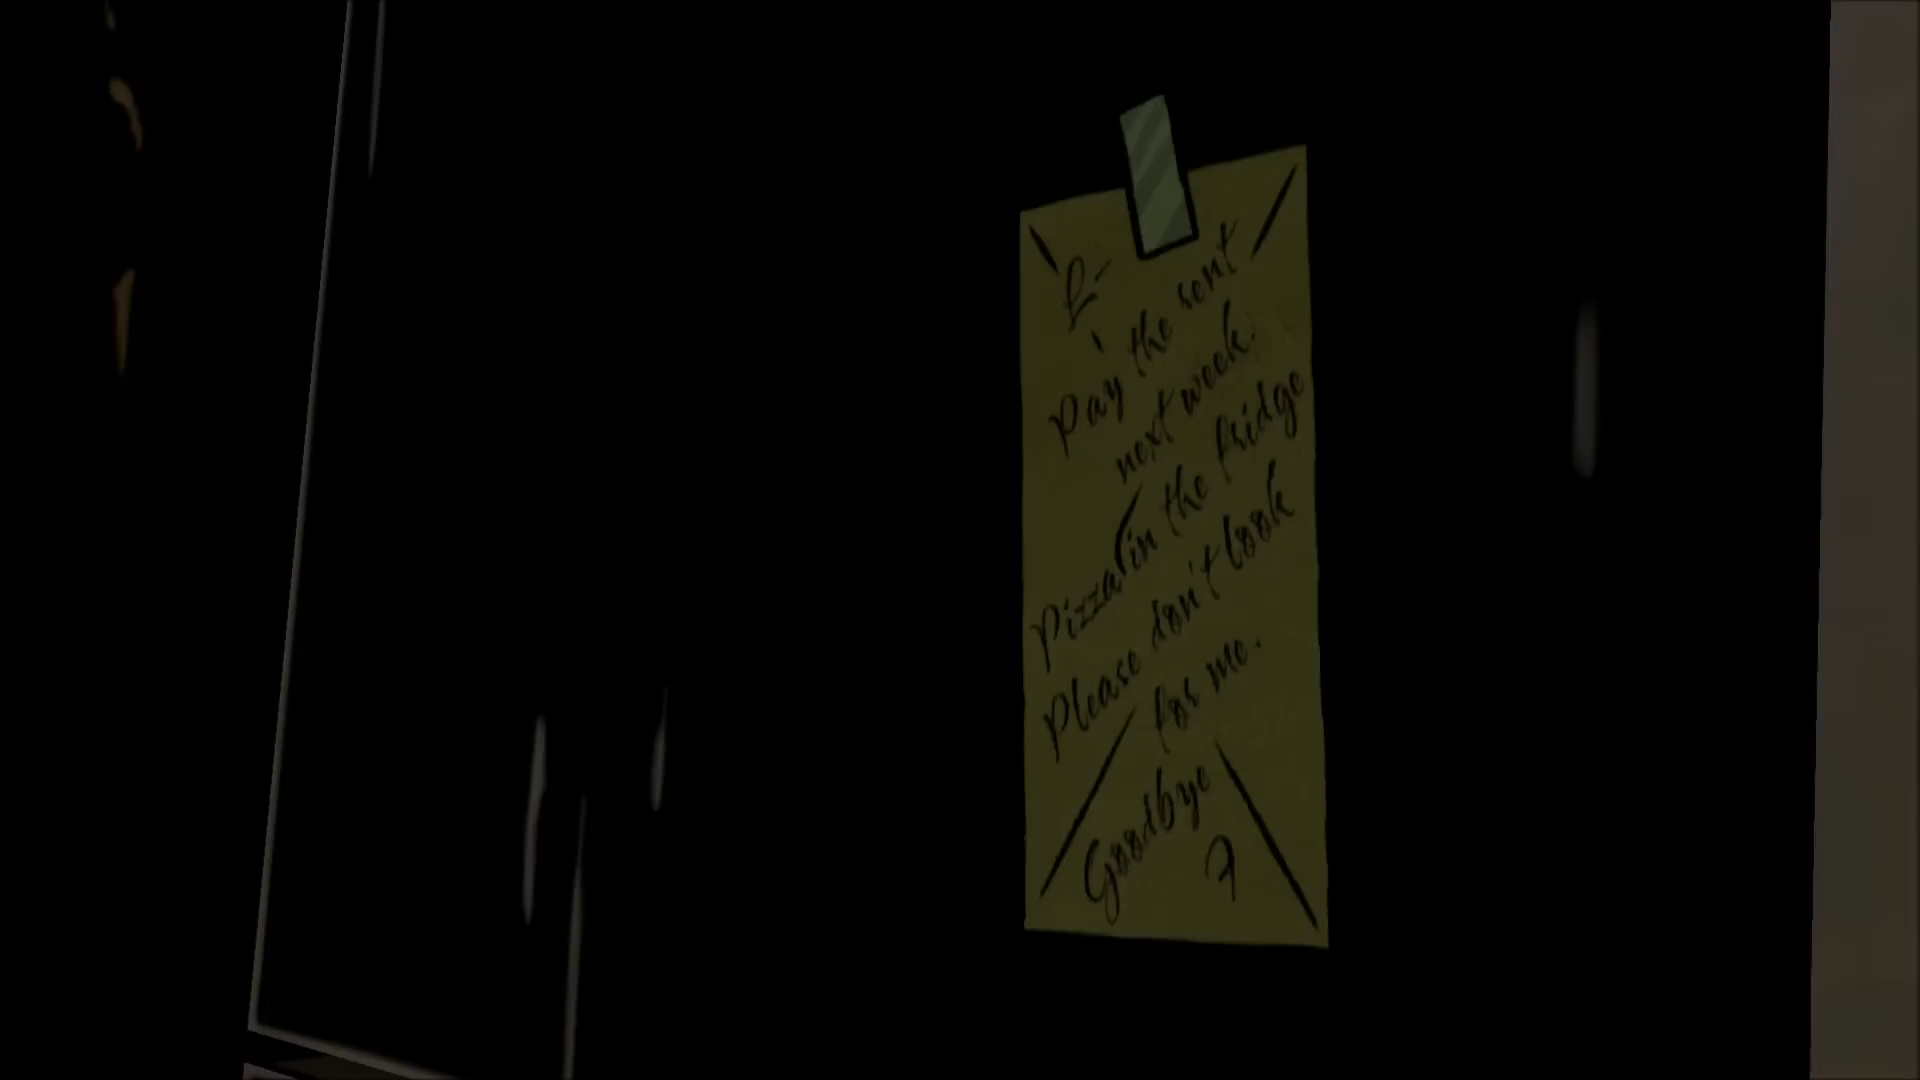 R-
Pay the rent
next week.
Pizza in the fridge
Please don't look
for me.
Goodbye
F